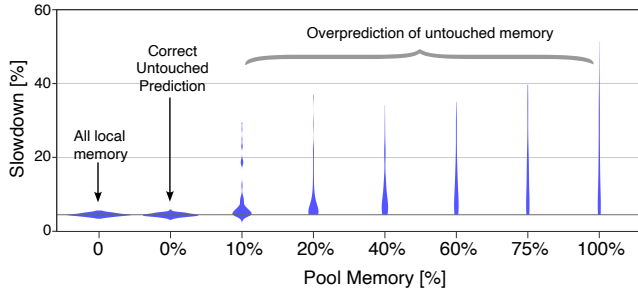 60
40
20
0
Slowdown [%]
All local
memory
Correct
Untouched
Prediction
Overprediction of untouched memory
0
0%
10%
20%
40%
60%
75%
100%
Pool Memory [%]